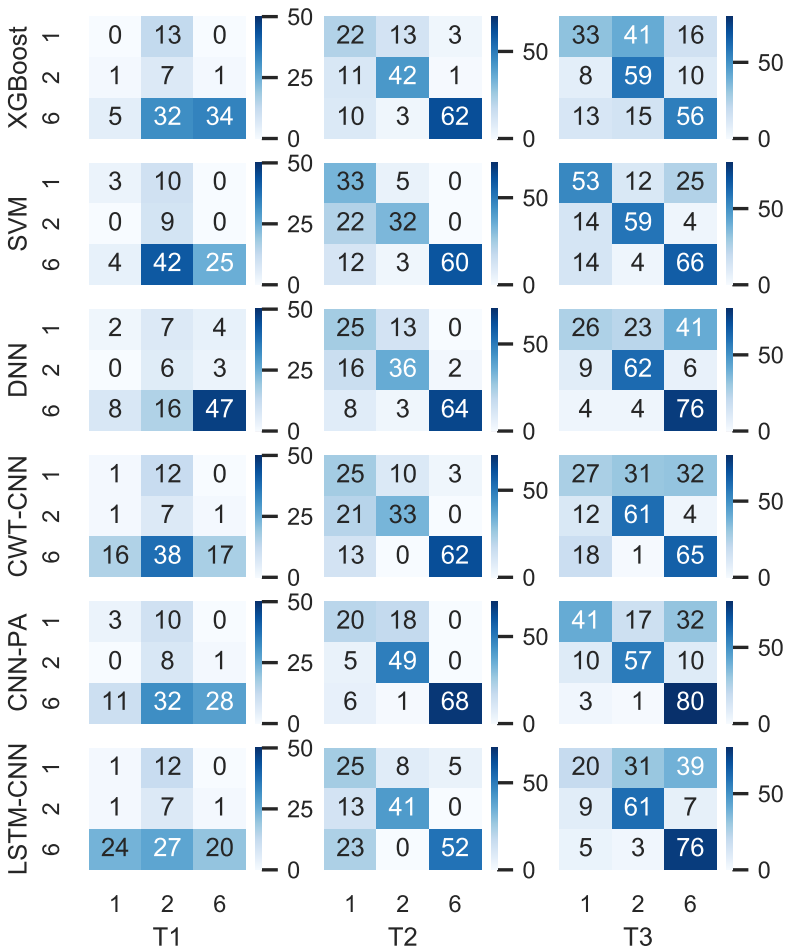 XGBoost
1 0 13 0 50 22 13 3 33 41 16
2 1 7 1 25 11 42 1 50 8 59 10 50
6 5 32 34 0 10 3 62 0 13 15 56 0
SVM
1 3 10 0 50 33 5 0 53 12 25
2 0 9 0 25 22 32 0 50 14 59 4 50
6 4 42 25 0 12 3 60 0 14 4 66 0
DNN
1 2 7 4 50 25 13 0 26 23 41
2 0 6 3 25 16 36 2 50 9 62 6 50
6 8 16 47 0 8 3 64 0 4 4 76 0
CWT-CNN
1 1 12 0 50 25 10 3 27 31 32
2 1 7 1 25 21 33 0 50 12 61 4 50
6 16 38 17 0 13 0 62 0 18 1 65 0
CNN-PA
1 3 10 0 50 20 18 0 41 17 32
2 0 8 1 25 5 49 0 50 10 57 10 50
6 11 32 28 0 6 1 68 0 3 1 80 0
LSTM-CNN
1 1 12 0 50 25 8 5 20 31 39
2 1 7 1 25 13 41 0 50 9 61 7 50
6 24 27 20 0 23 0 52 0 5 3 76 0
1 2 6 1 2 6 1 2 6
T1 T2 T3